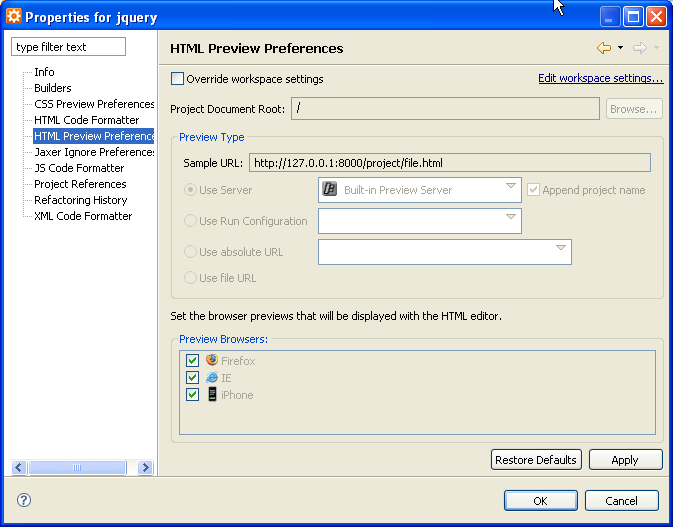 Properties for jquery
type filter text
HTML Preview Preferences
Info
Builders
CSS Preview Preferences
HTML Code Formatter
HTML Preview Preference
Jaxer Ignore Preferences
JS Code Formatter
Project References
Refactoring History
XML Code Formatter
Override workspace settings
Edit workspace settings...
Project Document Root: /
Browse...
Preview Type
Sample URL: http://127.0.0.1:8000/project/file.html
Use Server
Built-in Preview Server
Append project name
Use Run Configuration
Use absolute URL
Use file URL
Set the browser previews that will be displayed with the HTML editor.
Preview Browsers:
Firefox
IE
iPhone
Restore Defaults
Apply
?
OK
Cancel